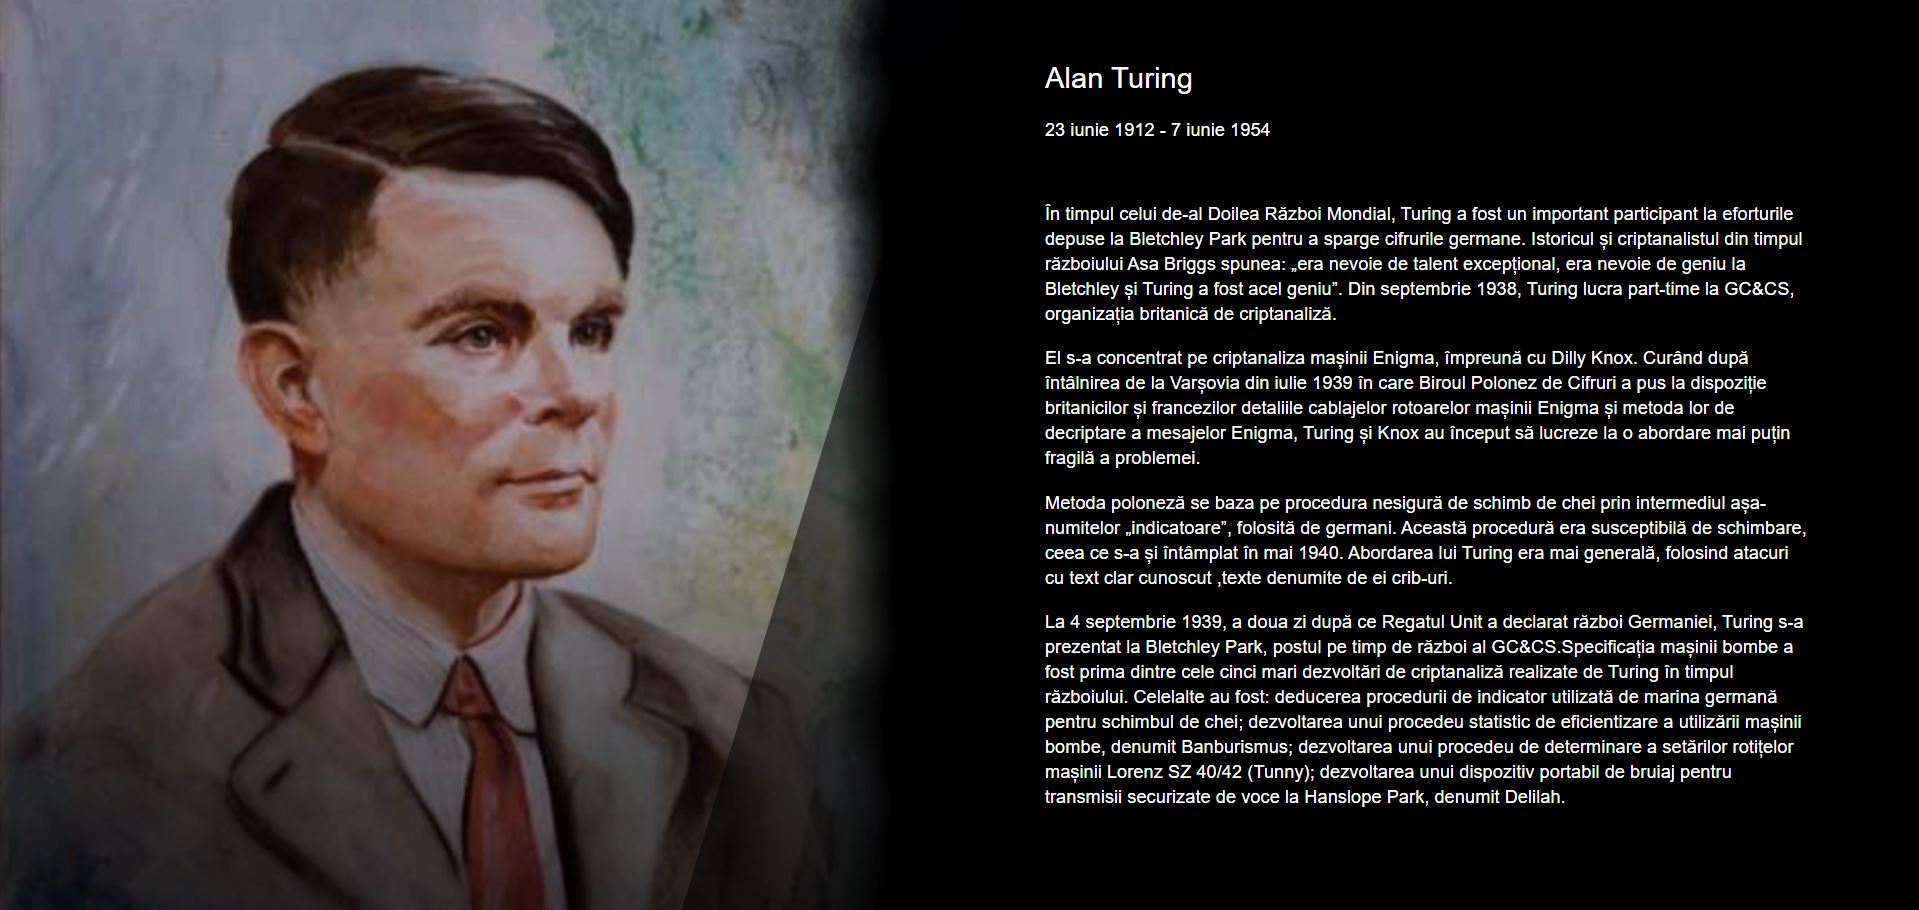 Alan Turing
23 iunie 1912 - 7 iunie 1954
În timpul celui de-al Doilea Război Mondial, Turing a fost un important participant la eforturile
depuse la Bletchley Park pentru a sparge cifrurile germane. Istoricul și criptanalistul din timpul
războiului Asa Briggs spunea: „era nevoie de talent excepțional, era nevoie de geniu la
Bletchley și Turing a fost acel geniu”. Din septembrie 1938, Turing lucra part-time la GC&CS,
organizația britanică de criptanaliză.
El s-a concentrat pe criptanaliza mașinii Enigma, împreună cu Dilly Knox. Curând după
întâlnirea de la Varșovia din iulie 1939 în care Biroul Polonez de Cifruri a pus la dispoziție
britanicilor și francezilor detaliile cablajelor rotoarelor mașinii Enigma și metoda lor de
decriptare a mesajelor Enigma, Turing și Knox au început să lucreze la o abordare mai puțin
fragilă a problemei.
Metoda poloneză se baza pe procedura nesigură de schimb de chei prin intermediul așa-
numitelor „indicatoare”, folosită de germani. Această procedură era susceptibilă de schimbare,
ceea ce s-a și întâmplat în mai 1940. Abordarea lui Turing era mai generală, folosind atacuri
cu text clar cunoscut ,texte denumite de ei crib-uri.
La 4 septembrie 1939, a doua zi după ce Regatul Unit a declarat război Germaniei, Turing s-a
prezentat la Bletchley Park, postul pe timp de război al GC&CS.Specificația mașinii bombe a
fost prima dintre cele cinci mari dezvoltări de criptanaliză realizate de Turing în timpul
războiului. Celelalte au fost: deducerea procedurii de indicator utilizată de marina germană
pentru schimbul de chei; dezvoltarea unui procedeu statistic de eficientizare a utilizării mașinii
bombe, denumit Banburismus; dezvoltarea unui procedeu de determinare a setărilor rotițelor
mașinii Lorenz SZ 40/42 (Tunny); dezvoltarea unui dispozitiv portabil de bruiaj pentru
transmisii securizate de voce la Hanslope Park, denumit Delilah.